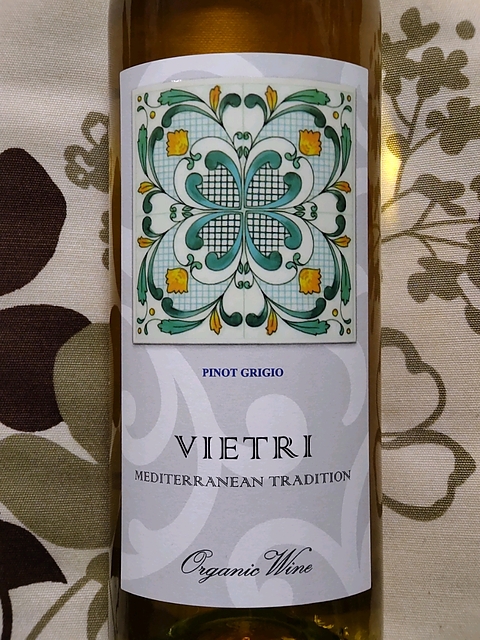 PINOT GRIGIO
VIETRI
MEDITERRANEAN TRADITION
Organic Wine